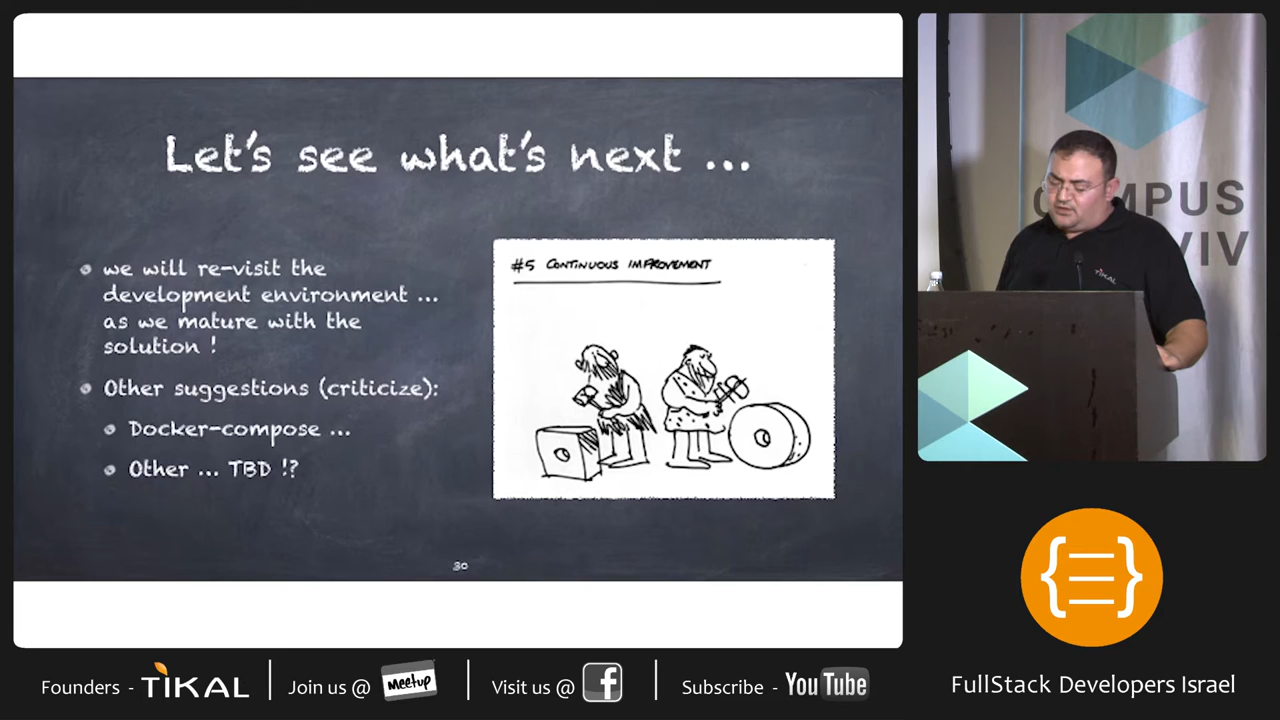 Let's see what's next ...
we will re-visit the
development environment ...
as we mature with the
solution !
Other suggestions (criticize):
Docker-compose ...
Other ... TBD !?
#5 CONTINUOUS IMPROVEMENT
30
CAMPUS
VIV
TIKAL
Founders - TIKAL
Join us @ meetup
Visit us @ f
Subscribe - YouTube
{ } FullStack Developers Israel